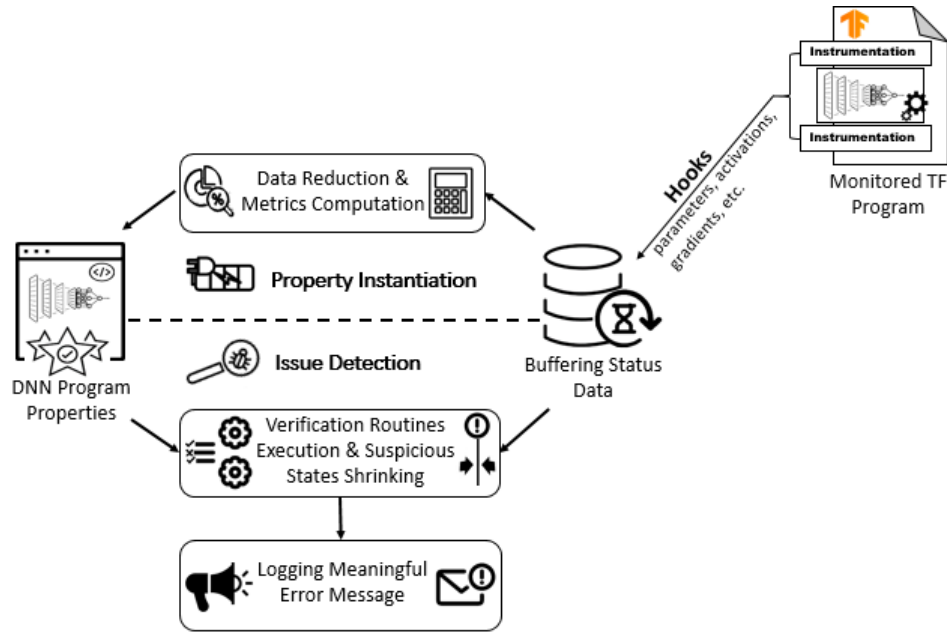 Instrumentation
Instrumentation
Monitored TF
Program
Hooks
parameters, activations,
gradients, etc.
Data Reduction &
Metrics Computation
%
</>
Property Instantiation
Issue Detection
DNN Program
Properties
Buffering Status
Data
Verification Routines
Execution & Suspicious
States Shrinking
Logging Meaningful
Error Message